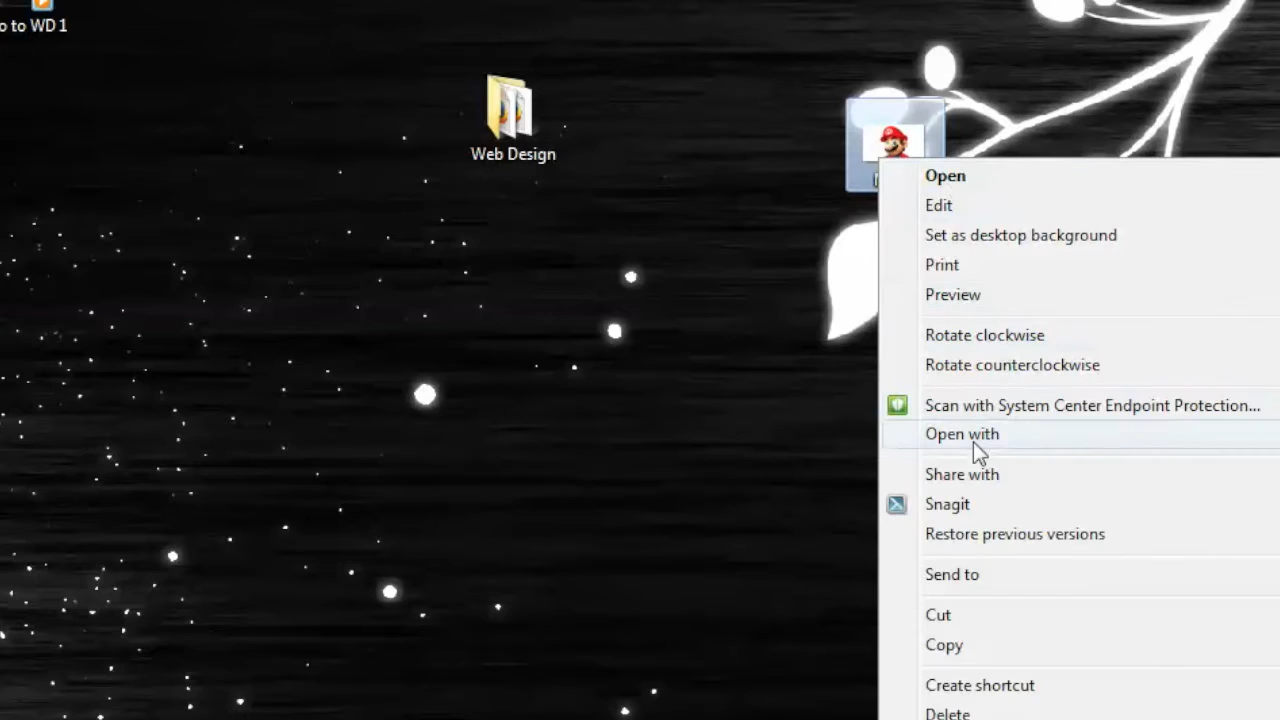 o to WD 1
Web Design
Open
Edit
Set as desktop background
Print
Preview
Rotate clockwise
Rotate counterclockwise
Scan with System Center Endpoint Protection...
Open with
Share with
Snagit
Restore previous versions
Send to
Cut
Copy
Create shortcut
Delete